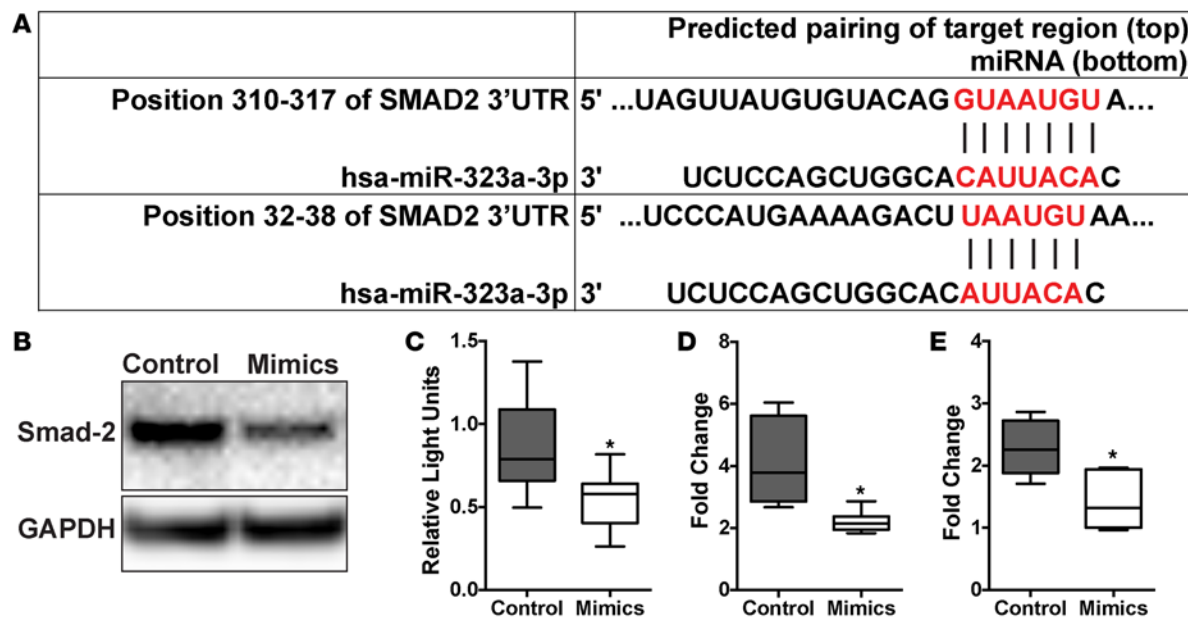 A
Predicted pairing of target region (top)
miRNA (bottom)
Position 310-317 of SMAD2 3'UTR 5' ...UAGUUAUGUGUACAG GUAAUGU A...
hsa-miR-323a-3p 3' UCUCCAGCUGGCACAUUACAC
Position 32-38 of SMAD2 3'UTR 5' ...UCCCAUGAAAAGACU UAAUGU AA...
hsa-miR-323a-3p 3' UCUCCAGCUGGCACAUUACAC
B
Control Mimics
Smad-2
GAPDH
C
Relative Light Units
1.5
1.0
0.5
0.0
*
Control Mimics
D
Fold Change
8
6
4
2
0
*
Control Mimics
E
Fold Change
4
3
2
1
0
*
Control Mimics